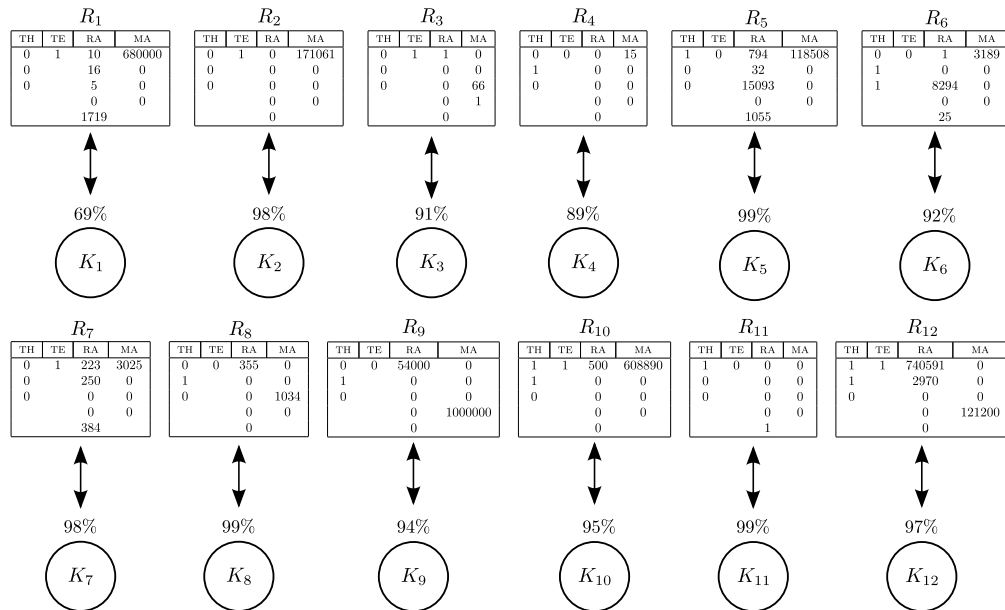 R1 R2 R3 R4 R5 R6
TH TE RA MA TH TE RA MA TH TE RA MA TH TE RA MA TH TE RA MA TH TE RA MA
0 1 10 680000 0 1 0 171061 0 1 1 0 0 0 0 15 1 0 794 118508 0 0 1 3189
0 16 0 0 0 0 0 0 0 1 0 0 0 32 0 1 0 0
0 5 0 0 0 0 0 0 66 0 0 0 0 15093 0 1 8294 0
0 0 0 0 0 1 0 0 0 0 0 0
1719 0 0 0 1055 25
69% 98% 91% 89% 99% 92%
K1 K2 K3 K4 K5 K6
R7 R8 R9 R10 R11 R12
TH TE RA MA TH TE RA MA TH TE RA MA TH TE RA MA TH TE RA MA TH TE RA MA
0 1 223 3025 0 0 355 0 0 0 54000 0 1 1 500 608890 1 0 0 0 1 1 740591 0
0 250 0 1 0 0 1 0 0 1 0 0 0 0 0 1 2970 0
0 0 0 0 0 1034 0 0 0 0 0 0 0 0 0 0 0 0
0 0 0 0 0 1000000 0 0 0 0 0 121200
384 0 0 0 1 0
98% 99% 94% 95% 99% 97%
K7 K8 K9 K10 K11 K12